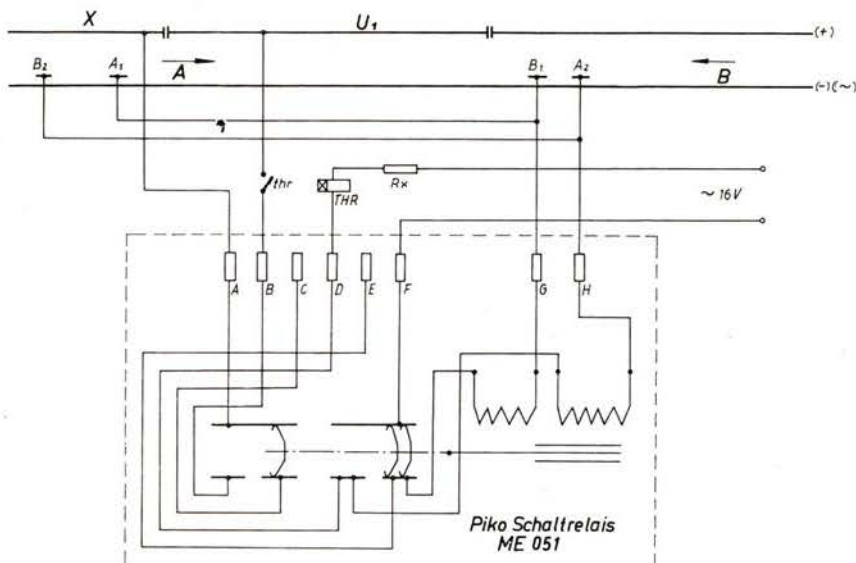 X U₁ (+)
B₂ A₁ A B₁ A₂ B (-)(~)
thr THR Rx ~ 16V
A B C D E F G H
Piko Schaltrelais
ME 051